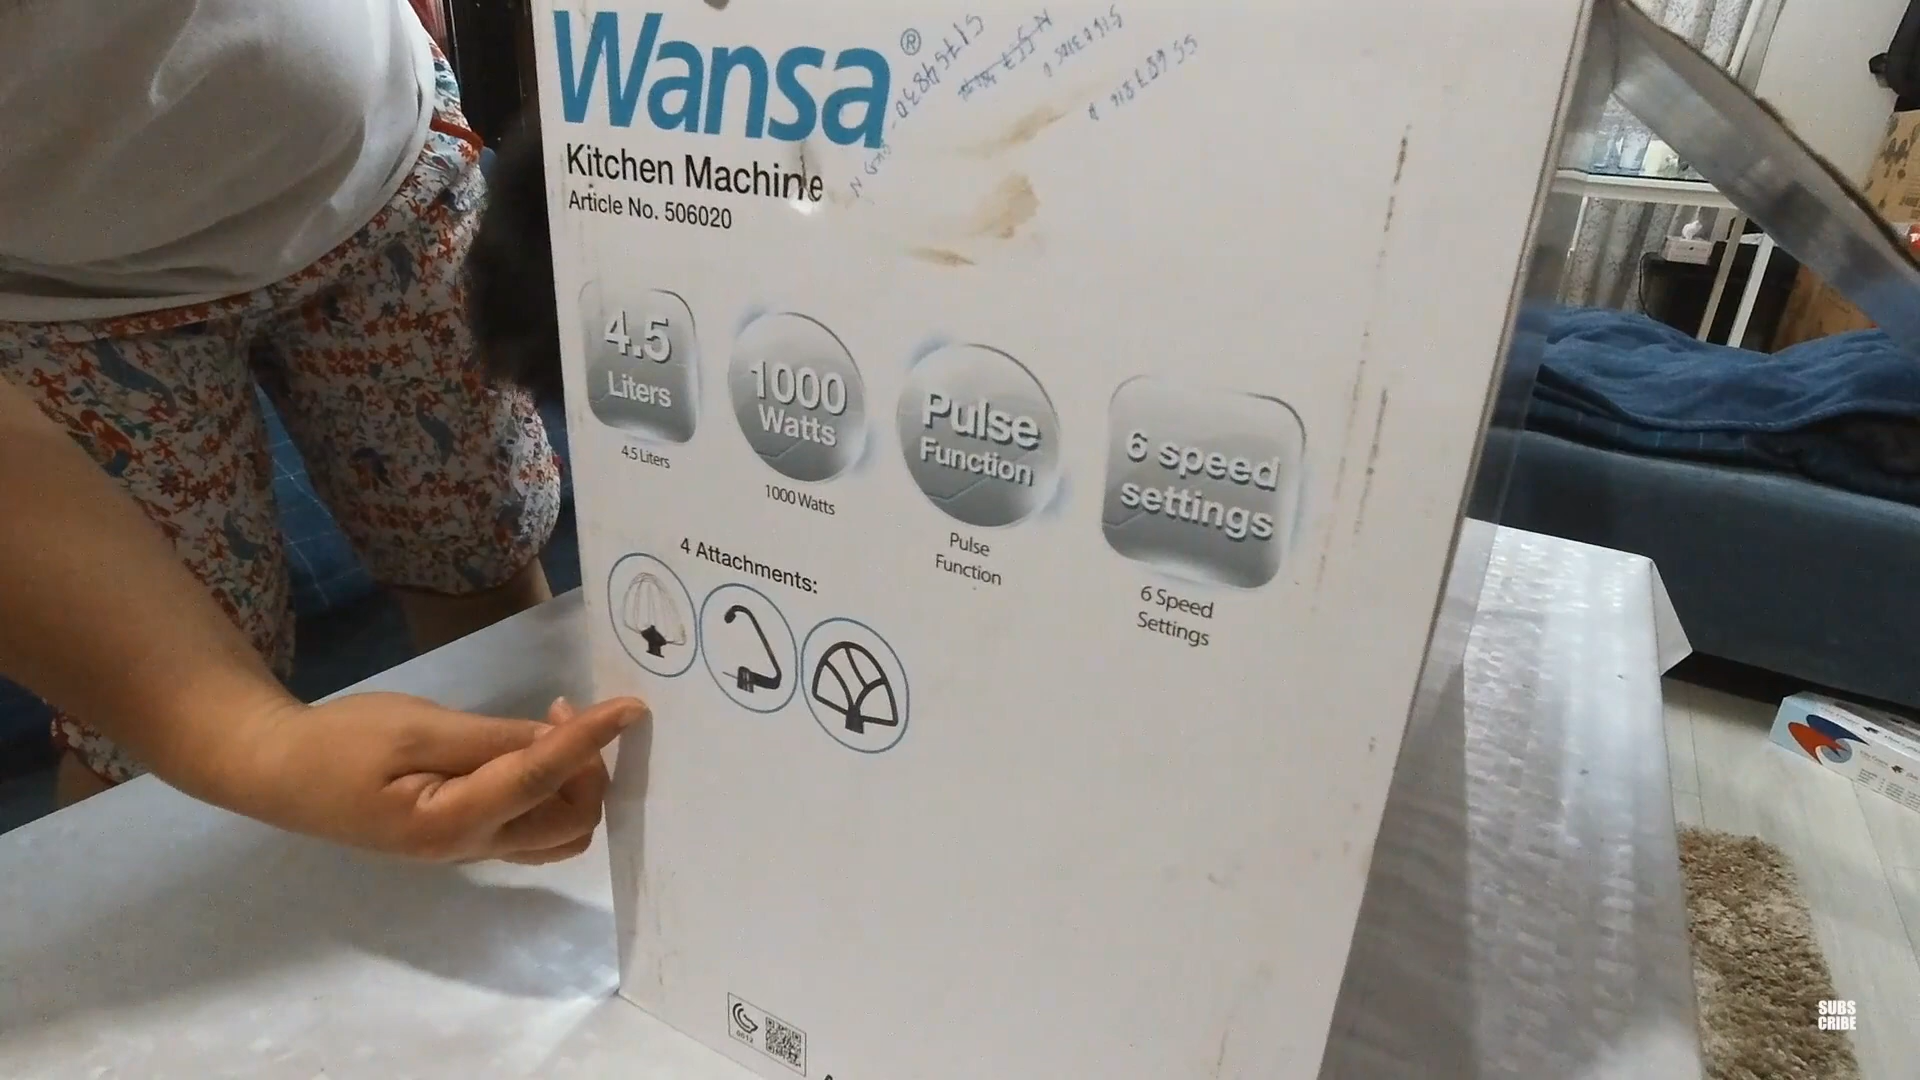 Wansa®
Kitchen Machine
Article No. 506020
4.5
Liters
4.5 Liters
1000
Watts
1000 Watts
Pulse
Function
Pulse
Function
6 speed
settings
6 Speed
Settings
4 Attachments:
SUBS
CRIBE